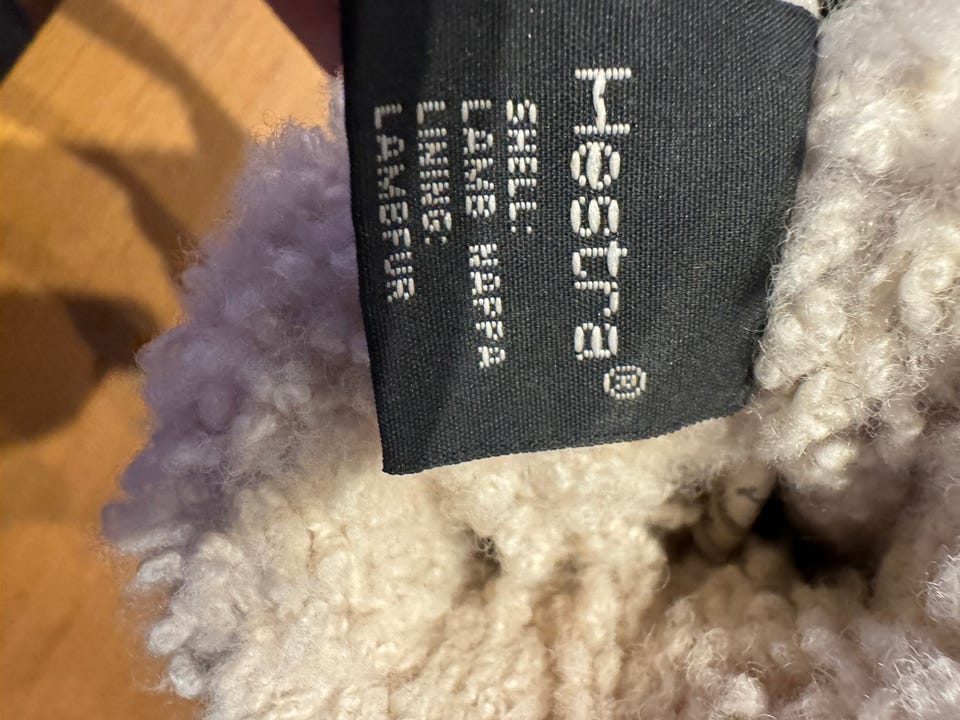 Hestra®
SHELL:
LAMB NAPPA
LINING:
LAMBFUR